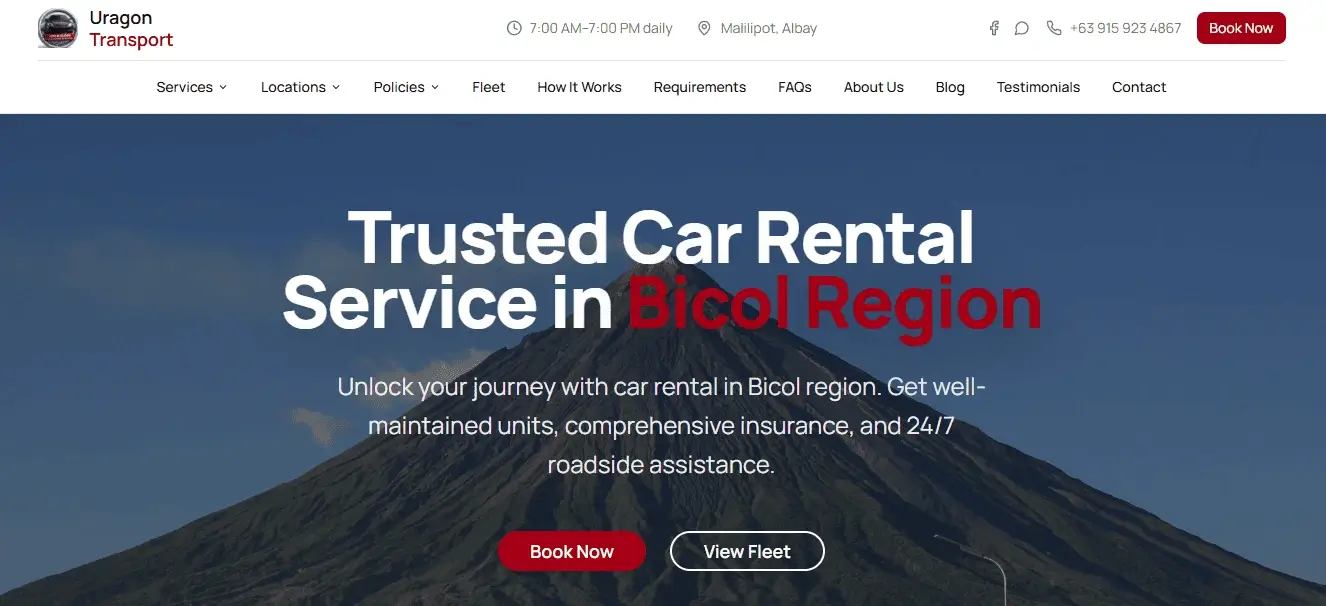 Uragon
Transport
7:00 AM–7:00 PM daily
Malilipot, Albay
+63 915 923 4867
Book Now
Services
Locations
Policies
Fleet
How It Works
Requirements
FAQs
About Us
Blog
Testimonials
Contact
Trusted Car Rental
Service in Bicol Region
Unlock your journey with car rental in Bicol region. Get well-
maintained units, comprehensive insurance, and 24/7
roadside assistance.
Book Now
View Fleet